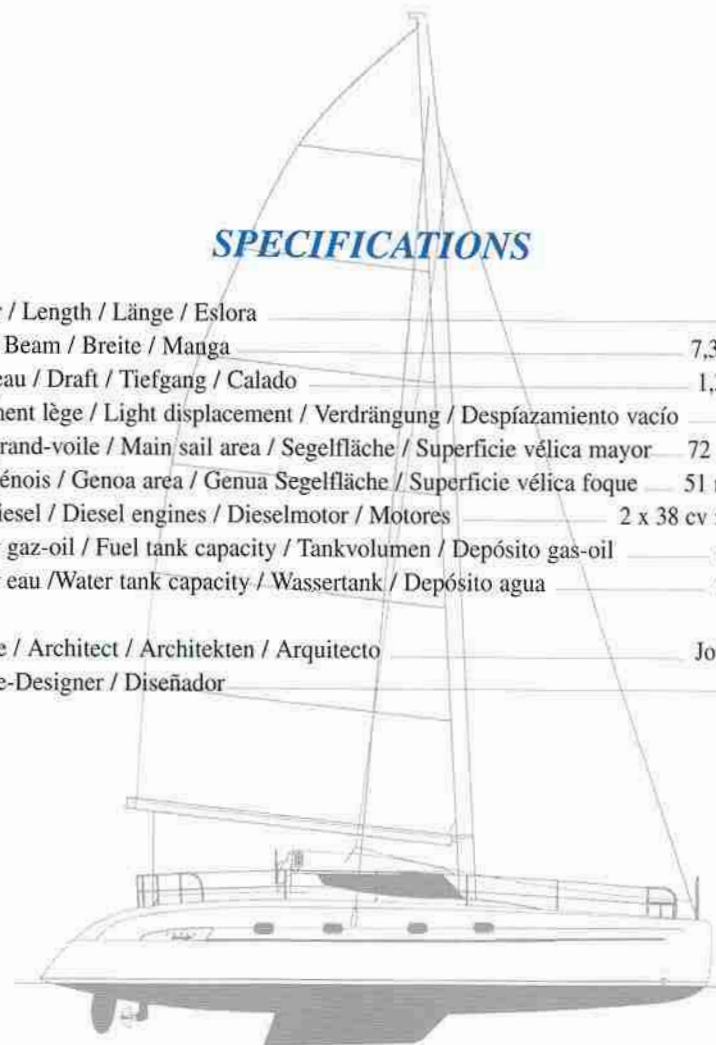 SPECIFICATIONS
/ Length / Länge / Eslora
Beam / Breite / Manga 7,3
eau / Draft / Tiefgang / Calado 1,
ment lège / Light displacement / Verdrängung / Despíazamiento vacío
rand-voile / Main sail area / Segelfläche / Superficie vélica mayor 72
énois / Genoa area / Genua Segelfläche / Superficie vélica foque 51
iesel / Diesel engines / Dieselmotor / Motores 2 x 38 cv
gaz-oil / Fuel tank capacity / Tankvolumen / Depósito gas-oil
eau /Water tank capacity / Wassertank / Depósito agua
e / Architect / Architekten / Arquitecto Jo
e-Designer / Diseñador